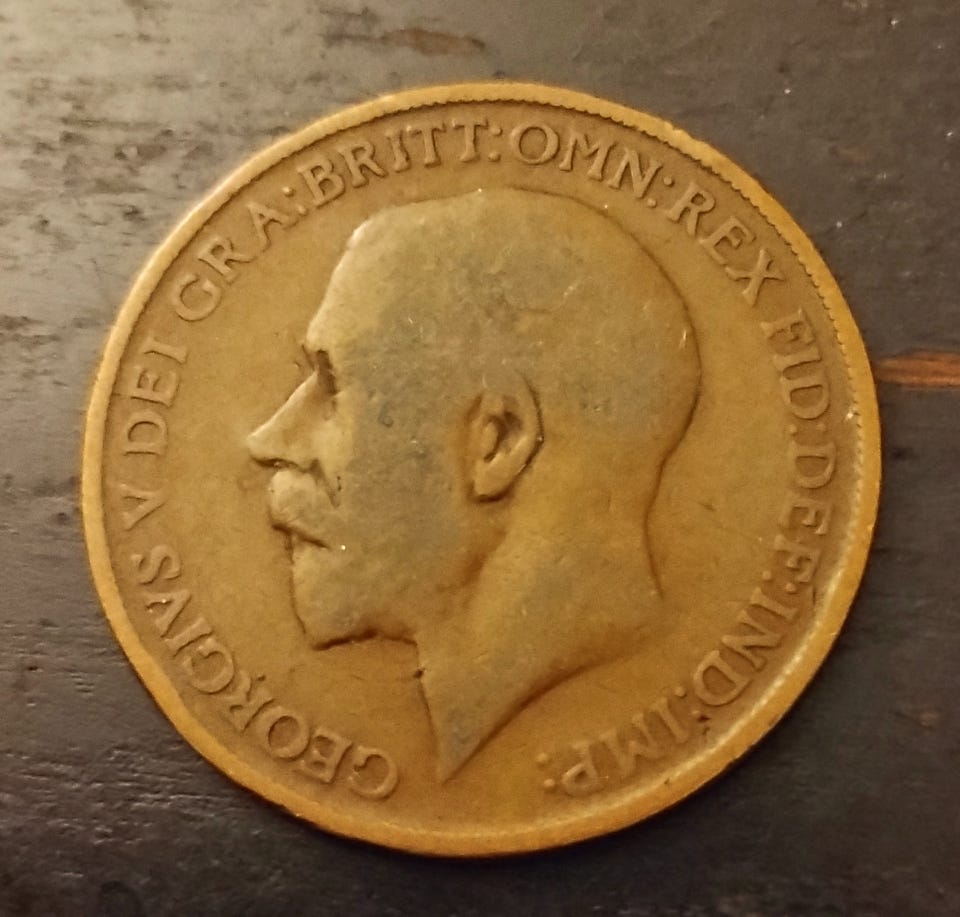 GEORGIVS V DEI GRA:BRITT:OMN:REX FID:DEF:IND:IMP: